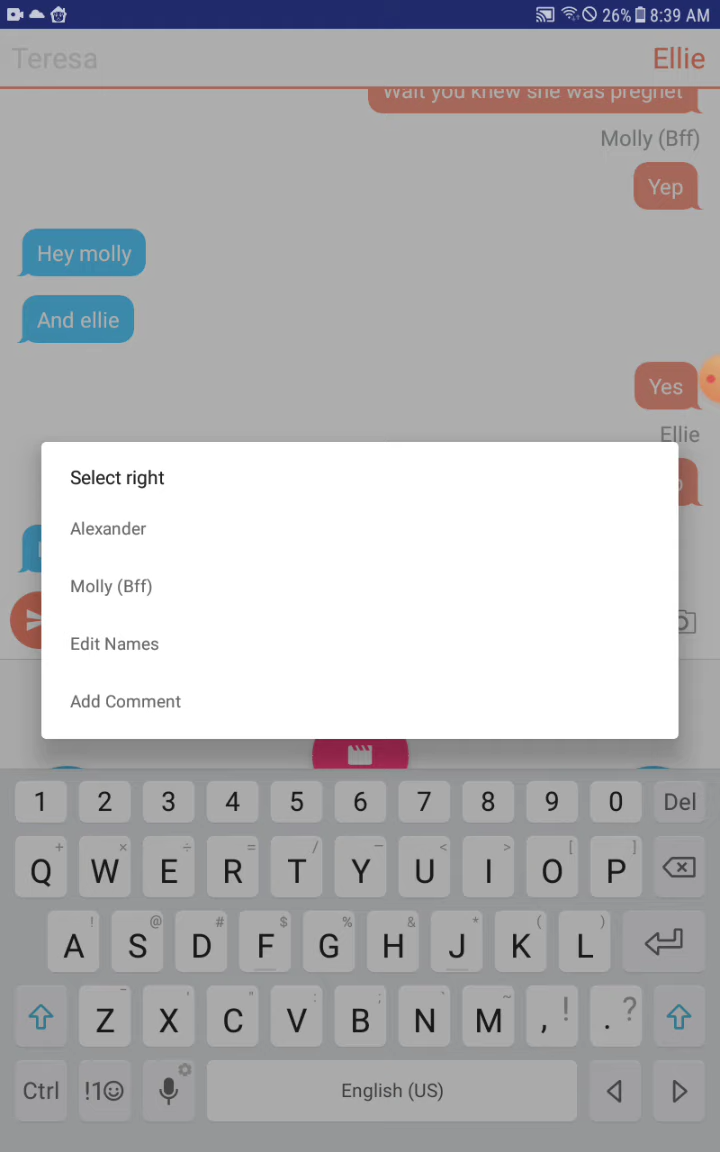 26% 8:39 AM
Teresa Ellie
Wait you knew she was pregnet
Molly (Bff)
Yep
Hey molly
And ellie
Yes
Ellie
Select right
Alexander
Molly (Bff)
Edit Names
Add Comment
1 2 3 4 5 6 7 8 9 0 Del
+ × ÷ = / _ < > [ ]
Q W E R T Y U I O P
! @ # $ % & * ( )
A S D F G H J K L
- ' " : ; ` ~ ! ?
Z X C V B N M , .
Ctrl !1☺ English (US)